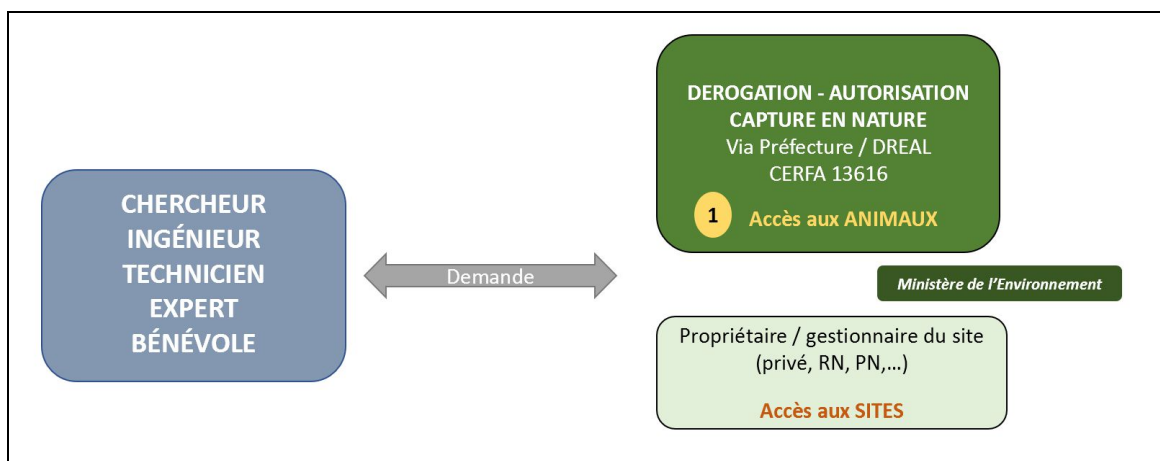 CHERCHEUR
INGÉNIEUR
TECHNICIEN
EXPERT
BÉNÉVOLE
Demande
DEROGATION - AUTORISATION
CAPTURE EN NATURE
Via Préfecture / DREAL
CERFA 13616
1 Accès aux ANIMAUX
Ministère de l'Environnement
Propriétaire / gestionnaire du site
(privé, RN, PN,...)
Accès aux SITES